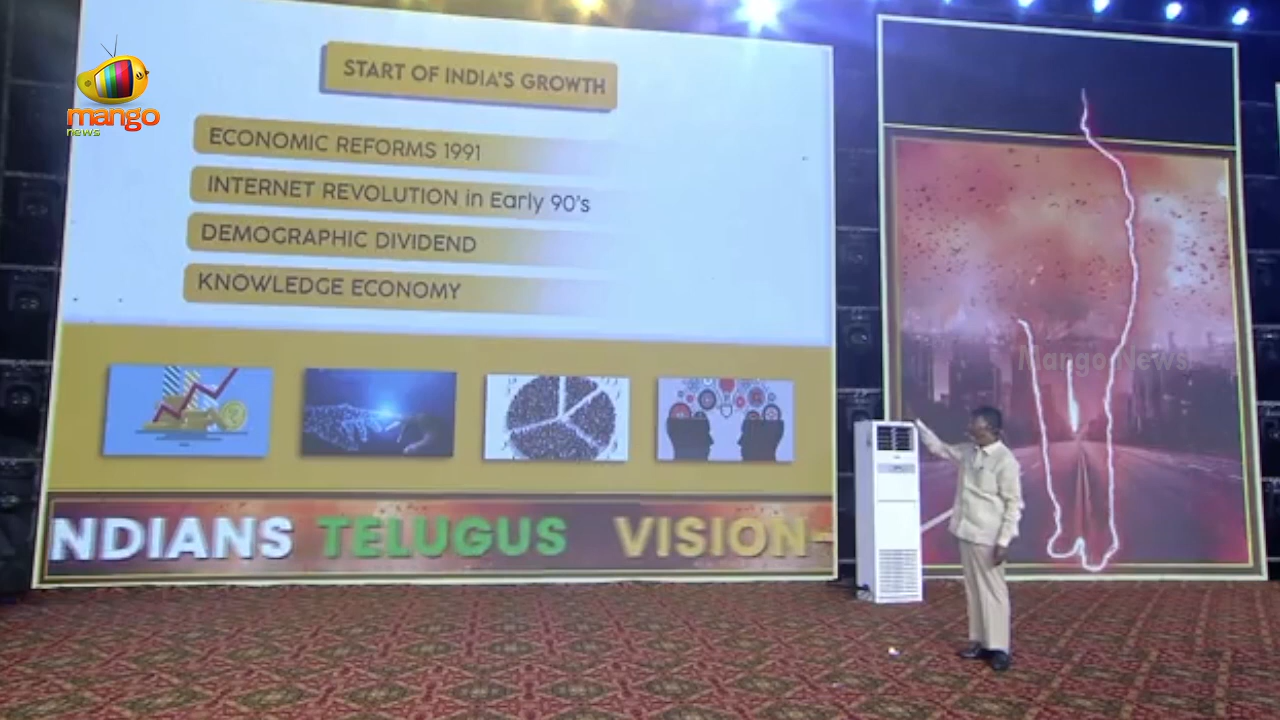 mango
news
START OF INDIA'S GROWTH
ECONOMIC REFORMS 1991
INTERNET REVOLUTION in Early 90's
DEMOGRAPHIC DIVIDEND
KNOWLEDGE ECONOMY
Mango News
NDIANS TELUGUS VISION-